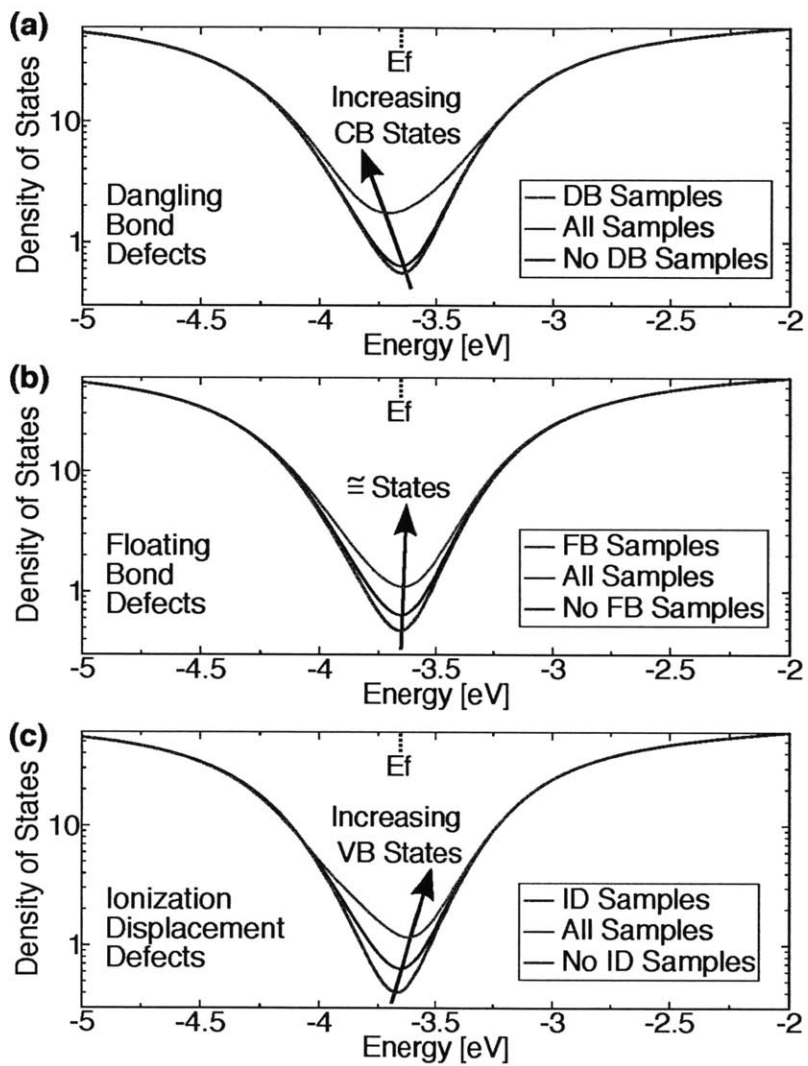 (a)
Ef
Increasing
CB States
Dangling
Bond
Defects
DB Samples
All Samples
No DB Samples
Density of States
10
1
-5 -4.5 -4 -3.5 -3 -2.5 -2
Energy [eV]
(b)
Ef
≅ States
Floating
Bond
Defects
FB Samples
All Samples
No FB Samples
Density of States
10
1
-5 -4.5 -4 -3.5 -3 -2.5 -2
Energy [eV]
(c)
Ef
Increasing
VB States
Ionization
Displacement
Defects
ID Samples
All Samples
No ID Samples
Density of States
10
1
-5 -4.5 -4 -3.5 -3 -2.5 -2
Energy [eV]